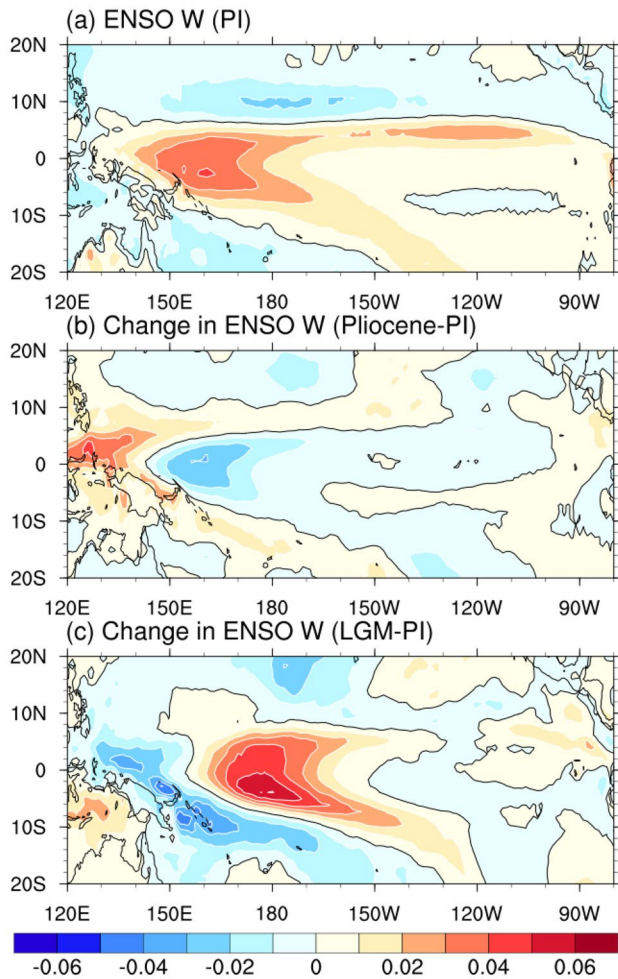 (a) ENSO W (PI)
20N
10N
0
10S
20S
120E 150E 180 150W 120W 90W
(b) Change in ENSO W (Pliocene-PI)
20N
10N
0
10S
20S
120E 150E 180 150W 120W 90W
(c) Change in ENSO W (LGM-PI)
20N
10N
0
10S
20S
120E 150E 180 150W 120W 90W
-0.06 -0.04 -0.02 0 0.02 0.04 0.06